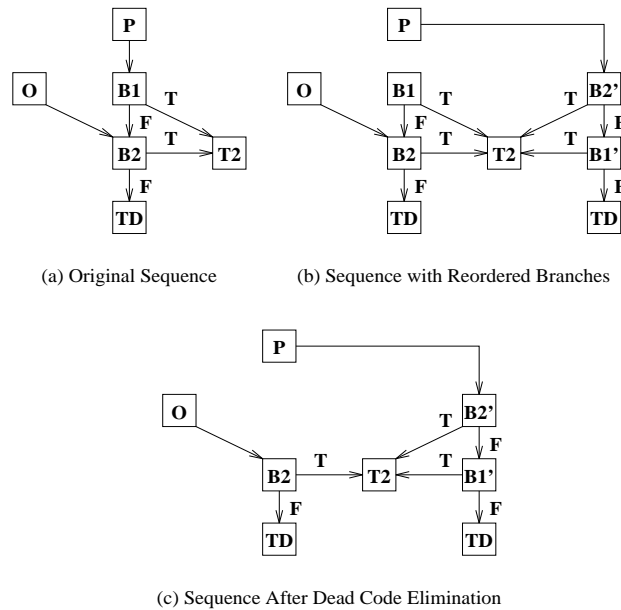 P P
O B1 T O B1 T T B2'
F F F
B2 T T2 B2 T T2 T B1'
F F F
TD TD TD
(a) Original Sequence (b) Sequence with Reordered Branches
P
O B2'
T
F
B2 T T2 T B1'
F F
TD TD
(c) Sequence After Dead Code Elimination